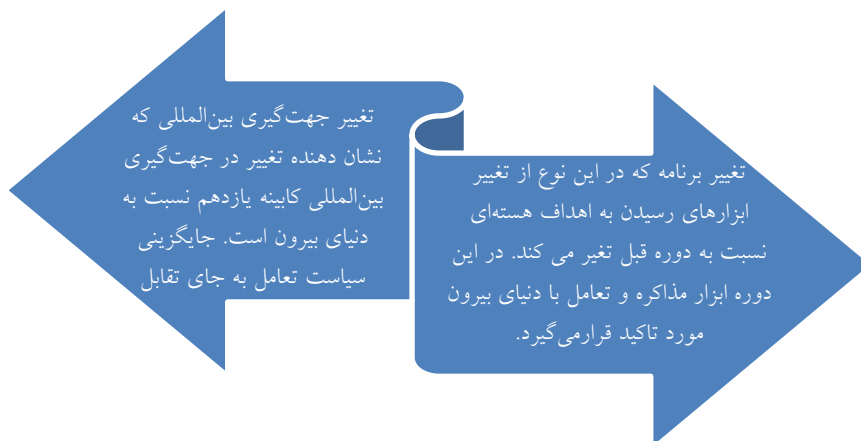 تغییر برنامه که در این نوع از تغییر
ابزارهای رسیدن به اهداف هسته‌ای
نسبت به دوره قبل تغیر می کند. در این
دوره ابزار مذاکره و تعامل با دنیای بیرون
مورد تاکید قرارمی‌گیرد.
تغییر جهت‌گیری بین‌المللی که
نشان دهنده تغییر در جهت‌گیری
بین‌المللی کابینه یازدهم نسبت به
دنیای بیرون است. جایگزینی
سیاست تعامل به جای تقابل